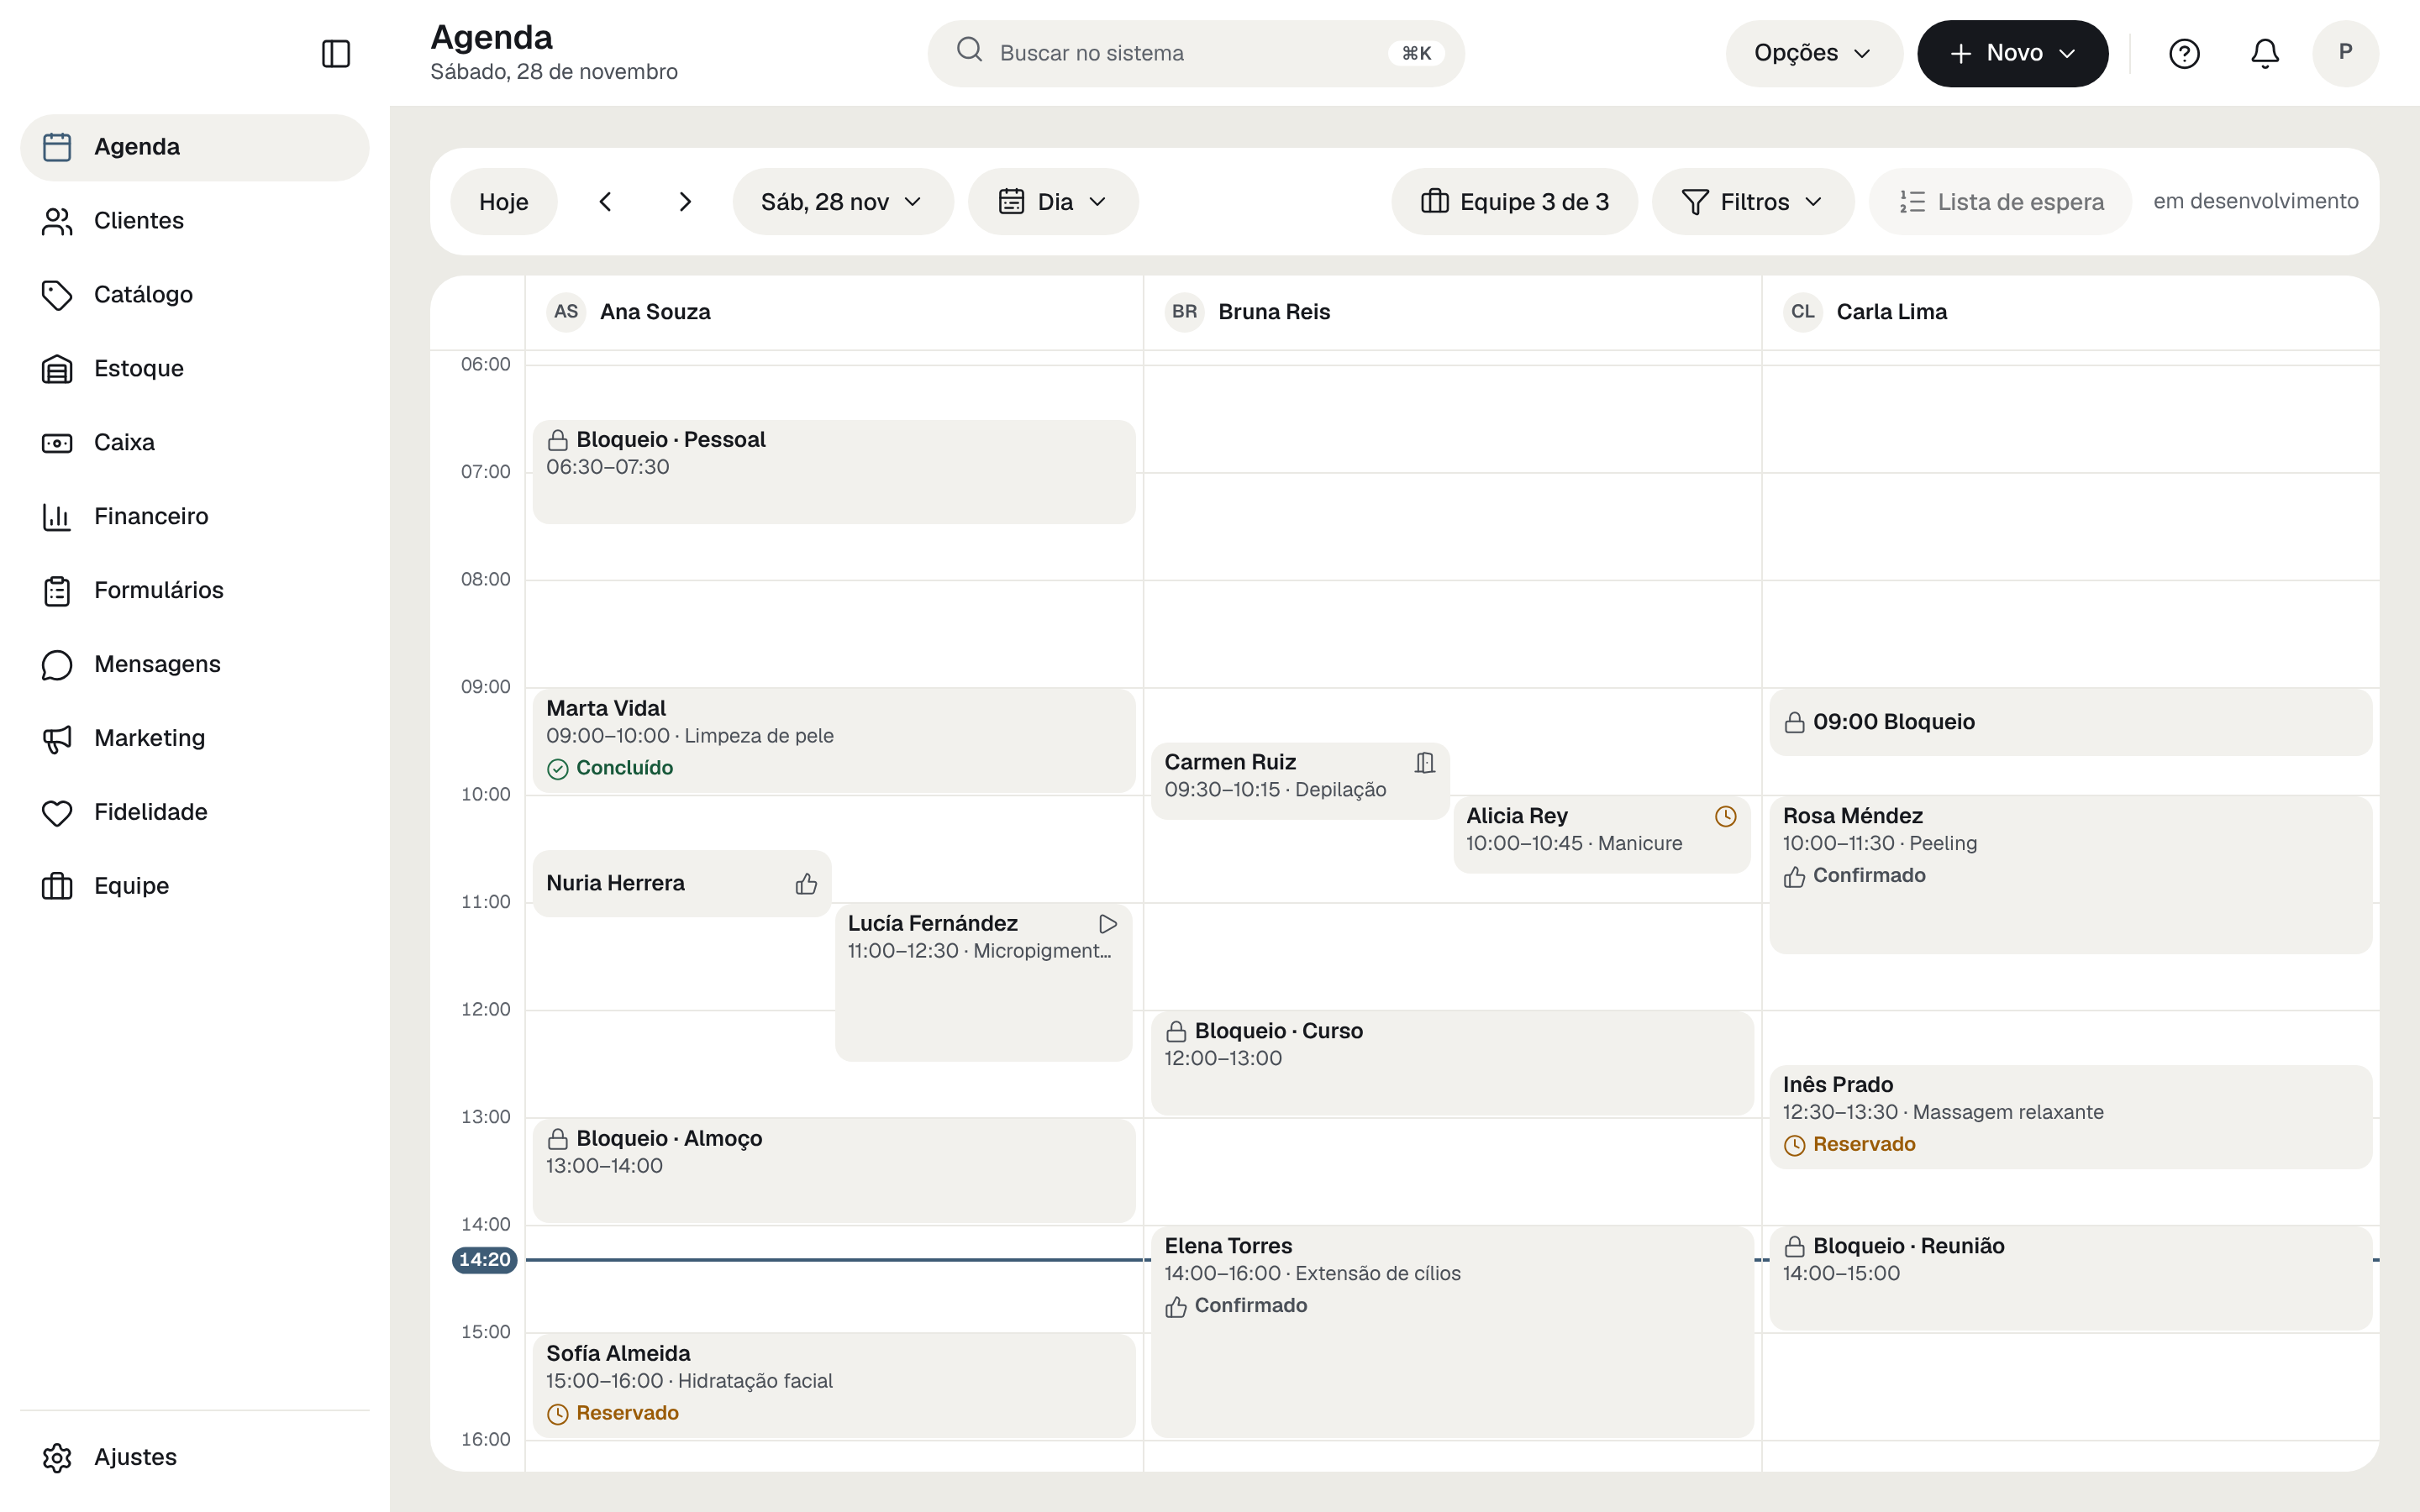 Agenda
Sábado, 28 de novembro
Buscar no sistema
⌘K
Opções
Novo
P
Agenda
Clientes
Catálogo
Estoque
Caixa
Financeiro
Formulários
Mensagens
Marketing
Fidelidade
Equipe
Ajustes
Hoje
Sáb, 28 nov
Dia
Equipe 3 de 3
Filtros
Lista de espera
em desenvolvimento
AS Ana Souza
BR Bruna Reis
CL Carla Lima
06:00
07:00
08:00
09:00
10:00
11:00
12:00
13:00
14:00
14:20
15:00
16:00
Bloqueio · Pessoal
06:30–07:30
Marta Vidal
09:00–10:00 · Limpeza de pele
Concluído
Nuria Herrera
Lucía Fernández
11:00–12:30 · Micropigment...
Bloqueio · Almoço
13:00–14:00
Sofía Almeida
15:00–16:00 · Hidratação facial
Reservado
Carmen Ruiz
09:30–10:15 · Depilação
Alicia Rey
10:00–10:45 · Manicure
Bloqueio · Curso
12:00–13:00
Elena Torres
14:00–16:00 · Extensão de cílios
Confirmado
09:00 Bloqueio
Rosa Méndez
10:00–11:30 · Peeling
Confirmado
Inês Prado
12:30–13:30 · Massagem relaxante
Reservado
Bloqueio · Reunião
14:00–15:00